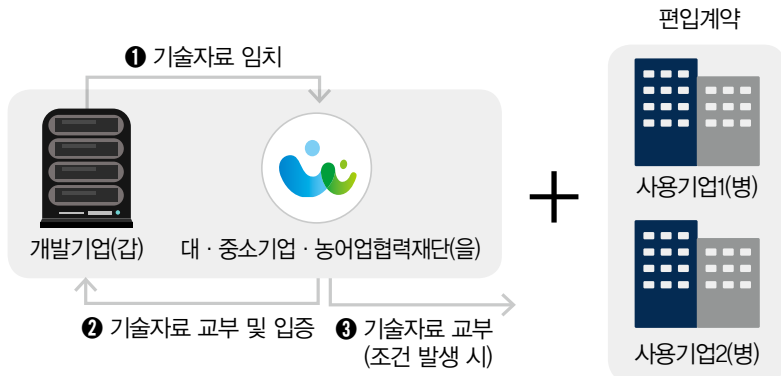 편입계약
❶ 기술자료 임치
개발기업(갑)
대 · 중소기업 · 농어업협력재단(을)
사용기업1(병)
❷ 기술자료 교부 및 입증
❸ 기술자료 교부
(조건 발생 시)
사용기업2(병)